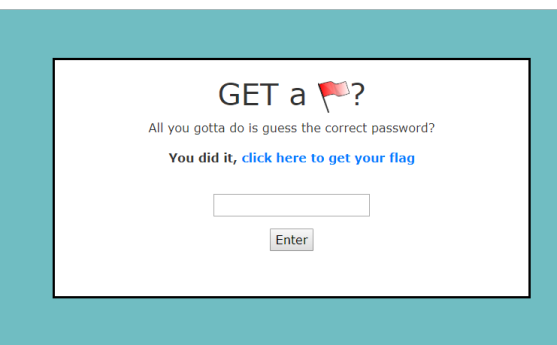 GET a 🚩?
All you gotta do is guess the correct password?
You did it, click here to get your flag
Enter